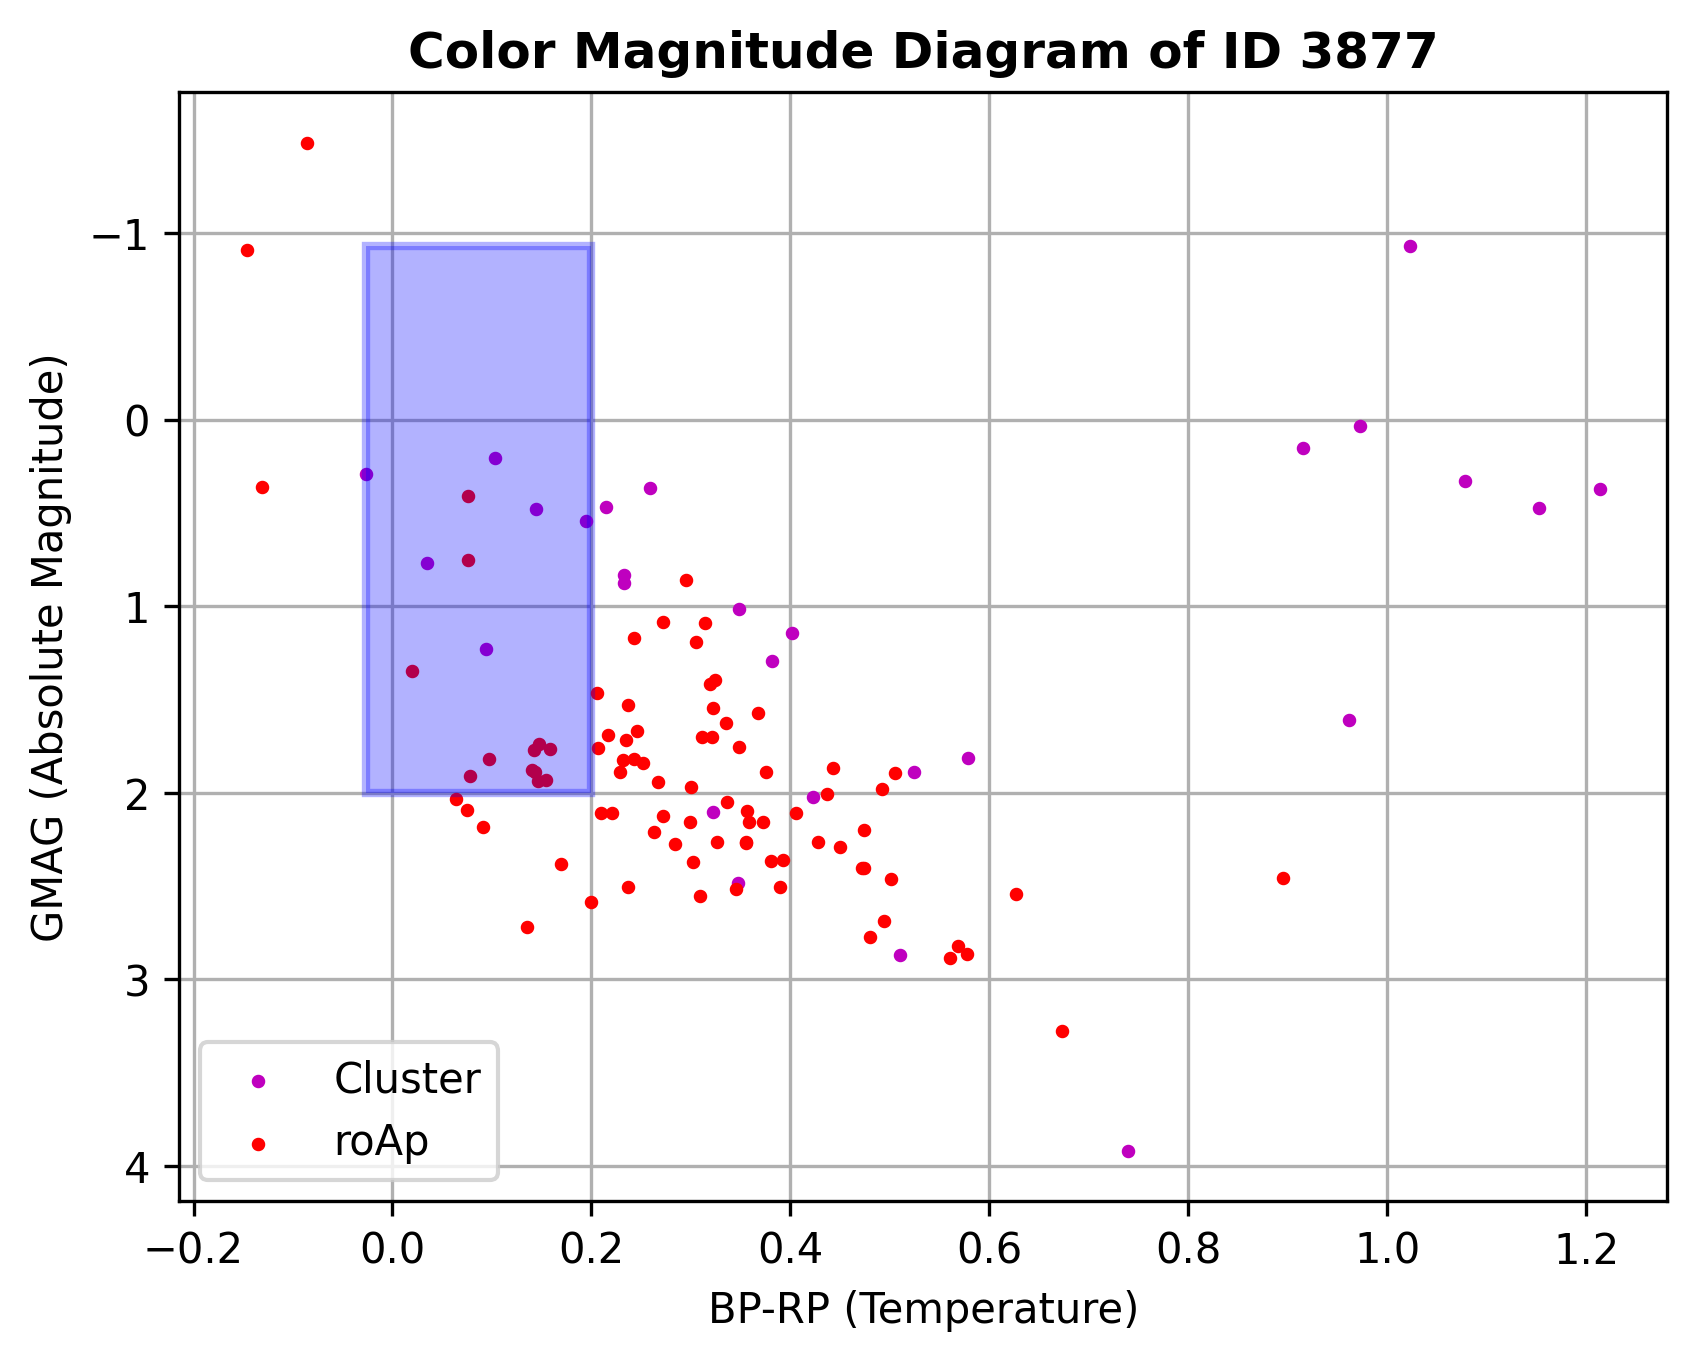 Color Magnitude Diagram of ID 3877
GMAG (Absolute Magnitude)
−1
0
1
2
3
4
Cluster
roAp
−0.2 0.0 0.2 0.4 0.6 0.8 1.0 1.2
BP-RP (Temperature)